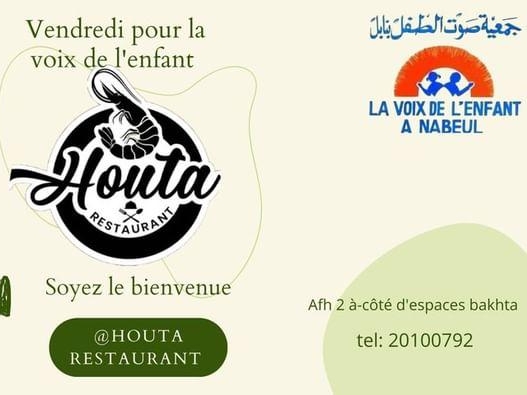 Vendredi pour la
voix de l'enfant
Houta
RESTAURANT
Soyez le bienvenue
@HOUTA
RESTAURANT
جمعية صوت الطفل بنابل
LA VOIX DE L'ENFANT
A NABEUL
Afh 2 à-côté d'espaces bakhta
tel: 20100792